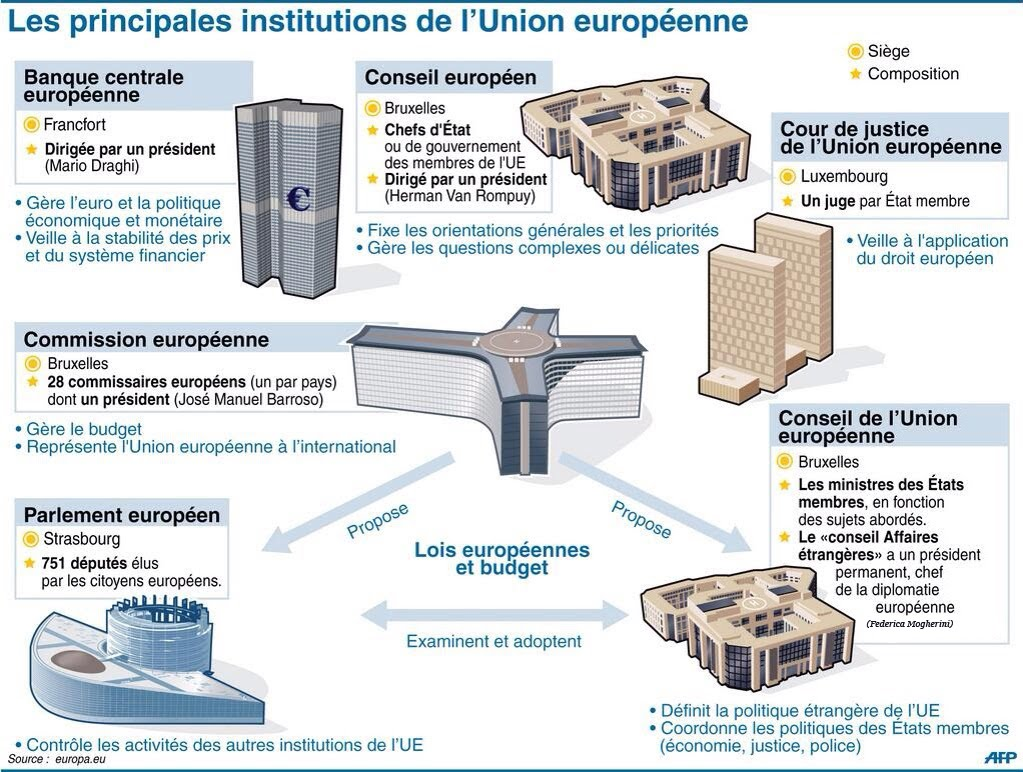 Les principales institutions de l'Union européenne
Siège
Composition
Banque centrale
européenne
Francfort
Dirigée par un président
(Mario Draghi)
• Gère l'euro et la politique
économique et monétaire
• Veille à la stabilité des prix
et du système financier
€
Conseil européen
Bruxelles
Chefs d'État
ou de gouvernement
des membres de l'UE
Dirigé par un président
(Herman Van Rompuy)
• Fixe les orientations générales et les priorités
• Gère les questions complexes ou délicates
Cour de justice
de l'Union européenne
Luxembourg
Un juge par État membre
• Veille à l'application
du droit européen
Commission européenne
Bruxelles
28 commissaires européens (un par pays)
dont un président (José Manuel Barroso)
• Gère le budget
• Représente l'Union européenne à l'international
Conseil de l'Union
européenne
Bruxelles
Les ministres des États
membres, en fonction
des sujets abordés.
Le «conseil Affaires
étrangères» a un président
permanent, chef
de la diplomatie
européenne
(Federica Mogherini)
Parlement européen
Strasbourg
751 députés élus
par les citoyens européens.
Propose
Propose
Lois européennes
et budget
Examinent et adoptent
• Définit la politique étrangère de l'UE
• Coordonne les politiques des États membres
(économie, justice, police)
• Contrôle les activités des autres institutions de l'UE
Source : europa.eu
AFP